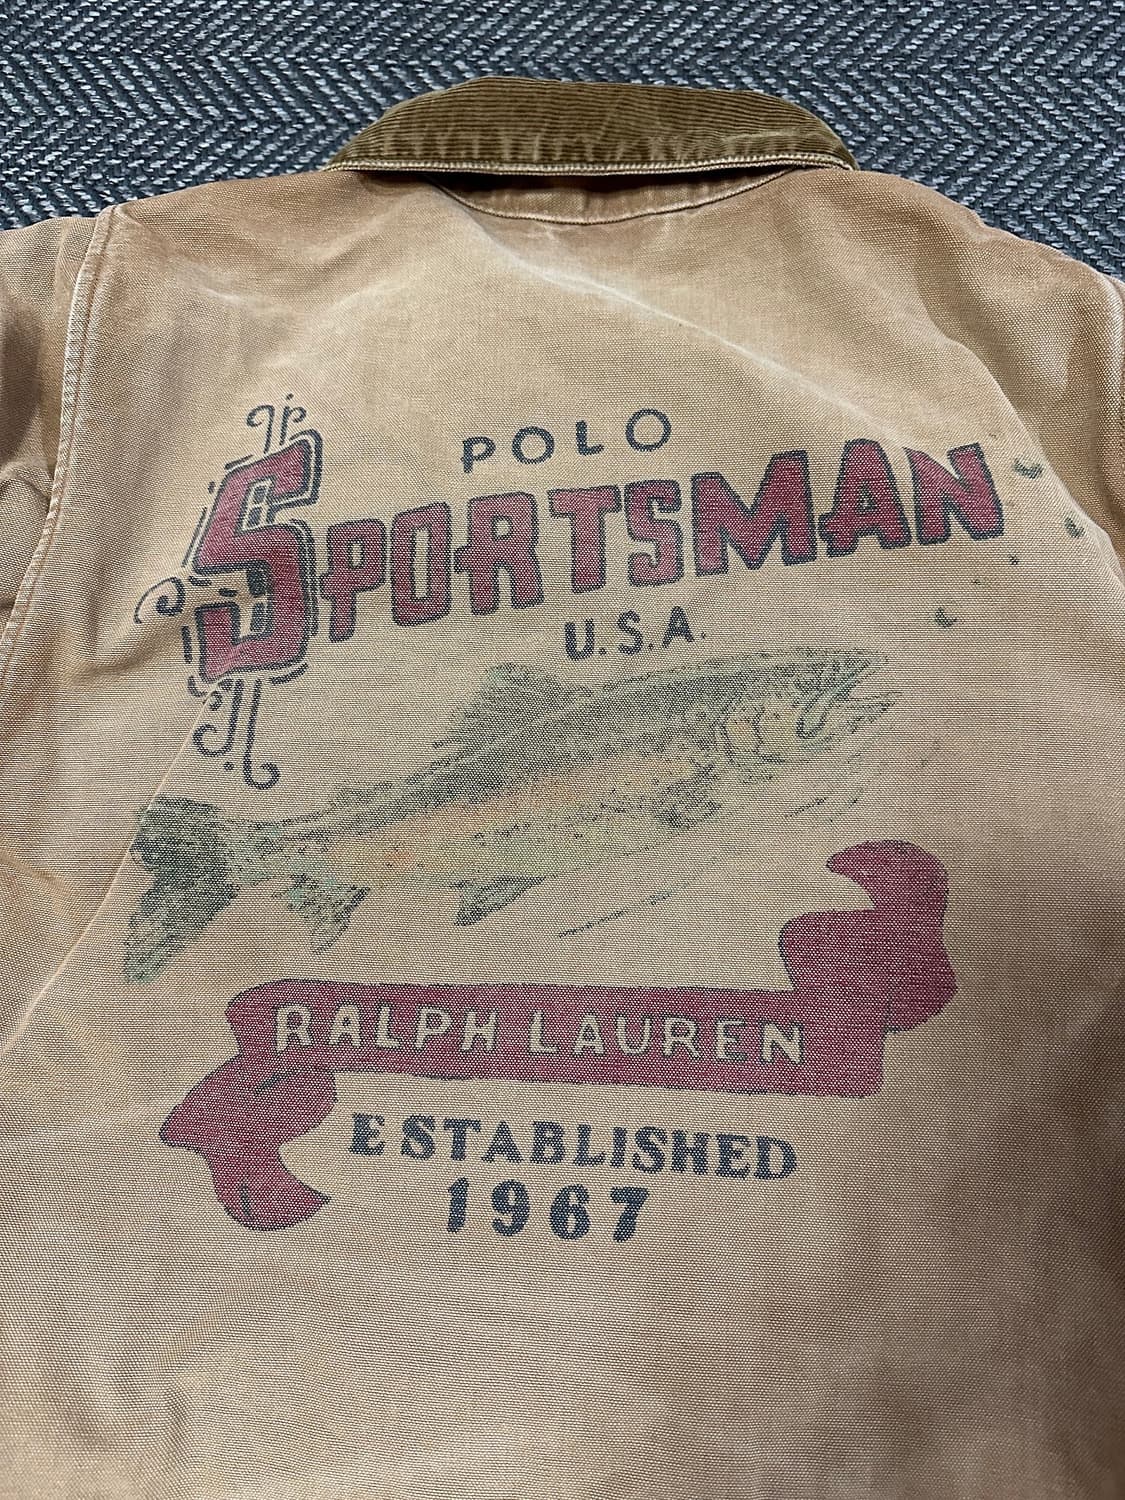 POLO
SPORTSMAN
U.S.A.
RALPH LAUREN
ESTABLISHED
1967